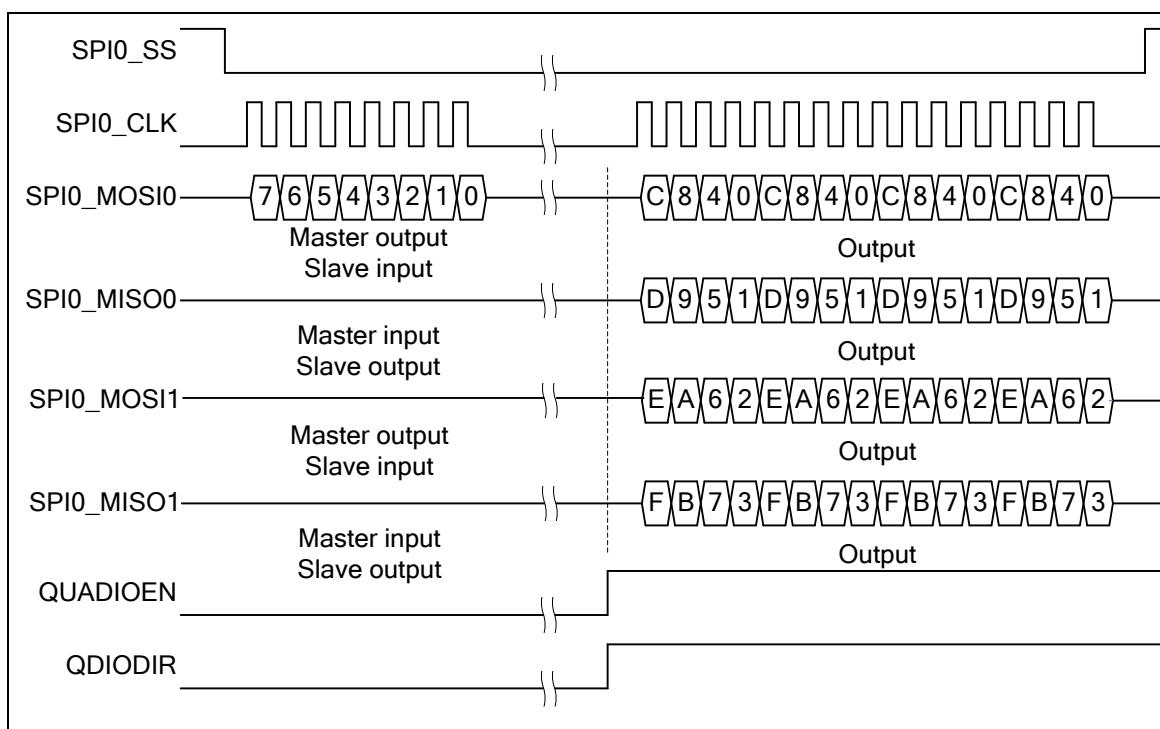 SPI0_SS
SPI0_CLK
SPI0_MOSI0 7 6 5 4 3 2 1 0 C 8 4 0 C 8 4 0 C 8 4 0 C 8 4 0
Master output
Slave input
Output
SPI0_MISO0 D 9 5 1 D 9 5 1 D 9 5 1 D 9 5 1
Master input
Slave output
Output
SPI0_MOSI1 E A 6 2 E A 6 2 E A 6 2 E A 6 2
Master output
Slave input
Output
SPI0_MISO1 F B 7 3 F B 7 3 F B 7 3 F B 7 3
Master input
Slave output
Output
QUADIOEN
QDIODIR